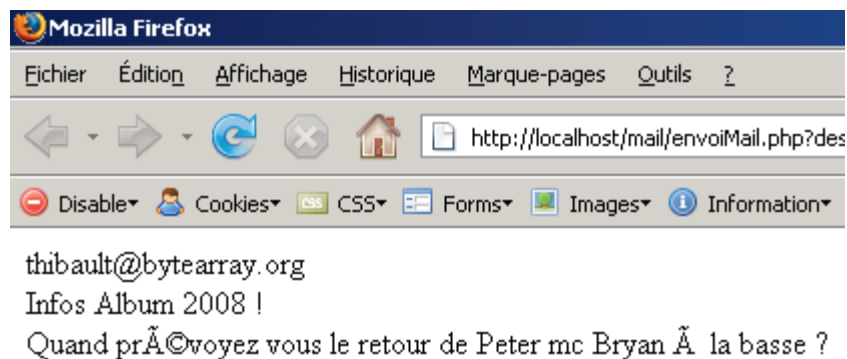 Mozilla Firefox
Fichier Édition Affichage Historique Marque-pages Outils ?
http://localhost/mail/envoiMail.php?des
Disable Cookies CSS Forms Images Information
thibault@bytearray.org
Infos Album 2008 !
Quand prÃ©voyez vous le retour de Peter mc Bryan Ã  la basse ?